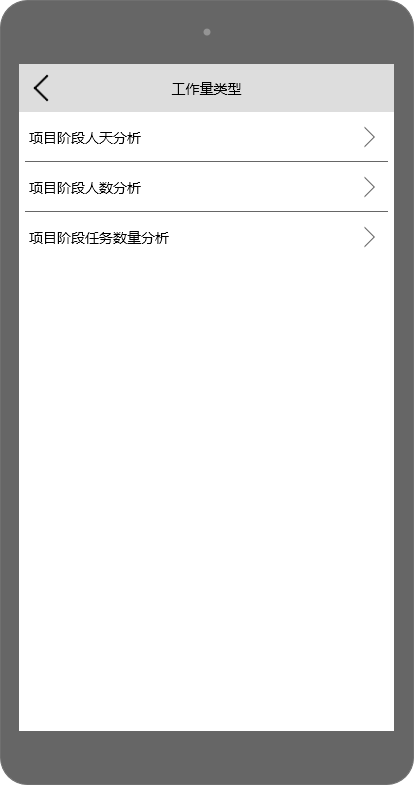 工作量类型
项目阶段人天分析
项目阶段人数分析
项目阶段任务数量分析